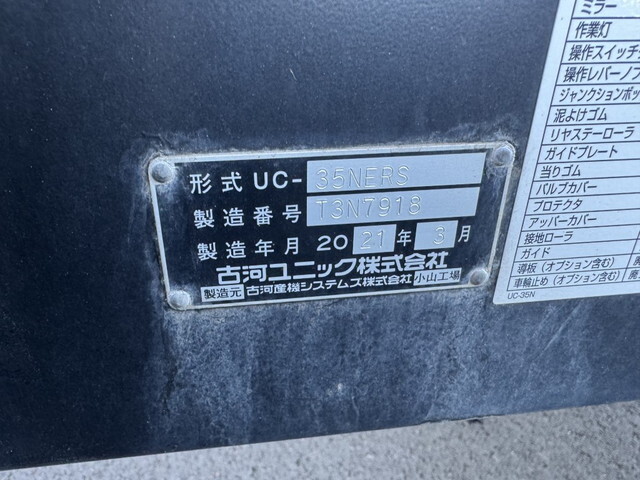 形式 UC- 35NERS
製造番号 T3N7918
製造年月 2021年 3月
古河ユニック株式会社
製造元 古河産機システムズ株式会社 小山工場
ミラー
作業灯
操作スイッチ
操作レバーノブ
ジャンクションボッ
泥よけゴム
リヤステーローラ
ガイドプレート
当りゴム
バルブカバー
プロテクタ
アッパーカバー
接地ローラ
ガイド
導板 (オプション含む)
車輪止め (オプション含む)
UC-35N